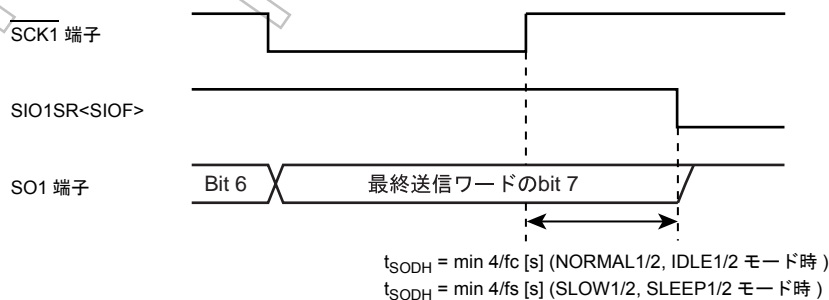 SCK1 端子
SIO1SR<SIOF>
SO1 端子
Bit 6
最終送信ワードのbit 7
tSODH = min 4/fc [s] (NORMAL1/2, IDLE1/2 モード時 )
tSODH = min 4/fs [s] (SLOW1/2, SLEEP1/2 モード時 )